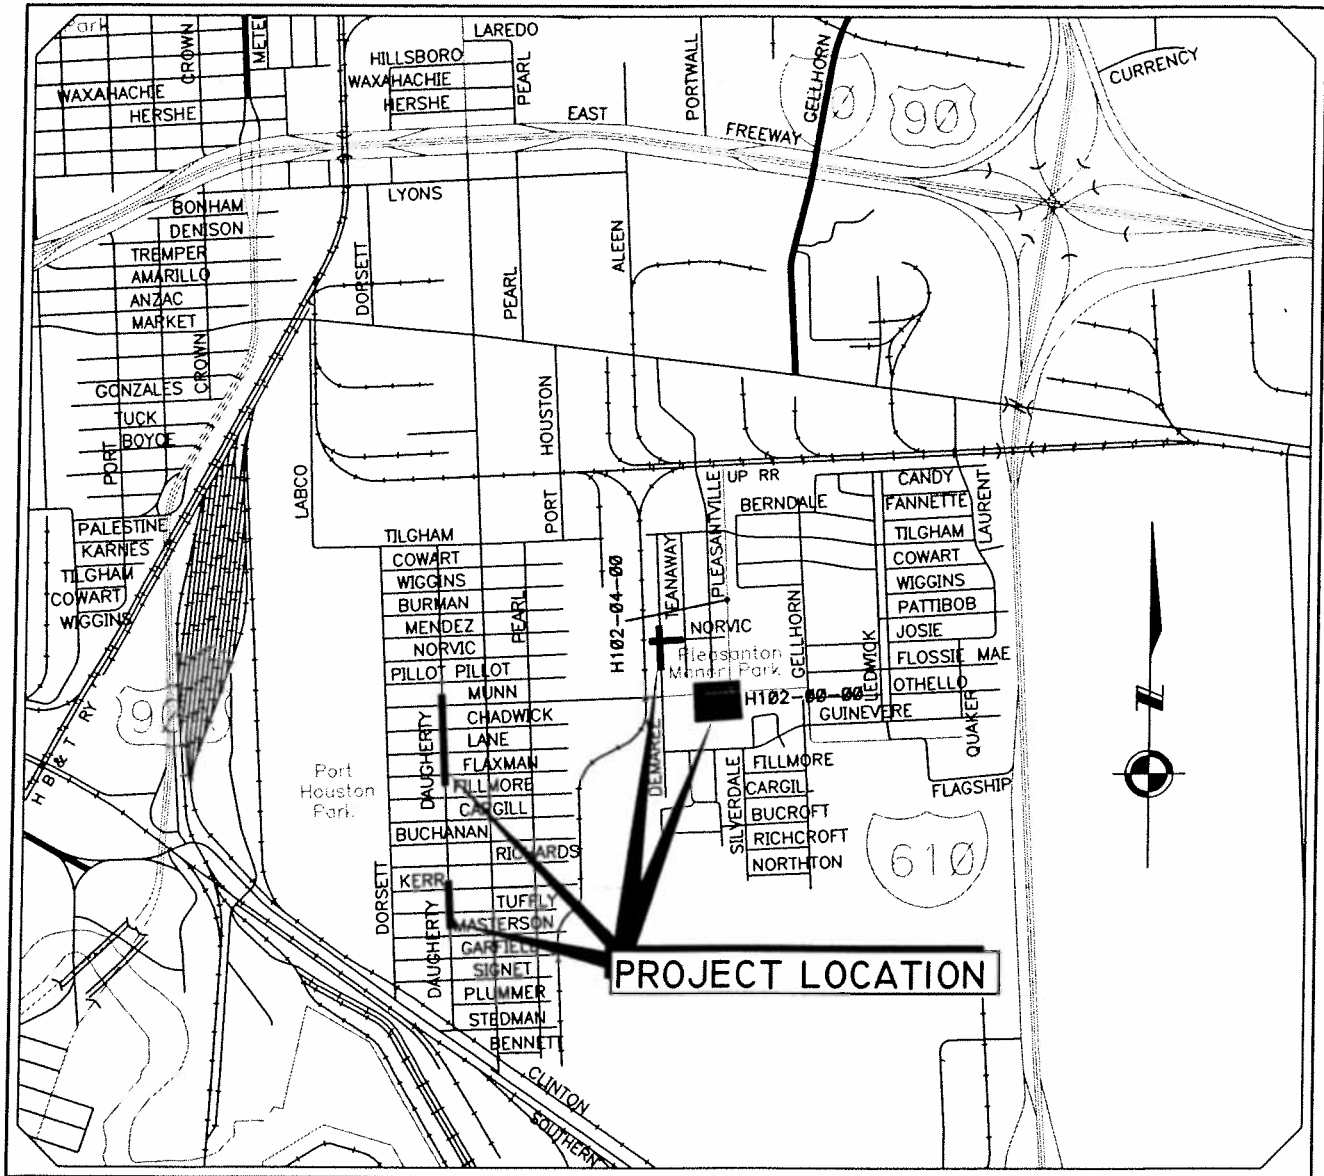 Park
CROWN
METE
LAREDO
HILLSBORO
WAXAHACHIE
HERSHE
PEARL
PORTWALL
GELLHORN
CURRENCY
WAXAHACHIE
HERSHE
EAST
FREEWAY
90
LYONS
BONHAM
DENISON
TREMPER
AMARILLO
ANZAC
MARKET
DORSETT
PEARL
ALEEN
CROWN
GONZALES
TUCK
BOYCE
PORT
LABCO
PORT
HOUSTON
UP RR
PLEASANTVILLE
BERNDALE
CANDY
FANNETTE
TILGHAM
COWART
WIGGINS
PATTIBOB
JOSIE
FLOSSIE MAE
OTHELLO
LAURENT
PALESTINE
KARNES
TILGHAM
COWART
WIGGINS
TILGHAM
COWART
WIGGINS
BURMAN
MENDEZ
NORVIC
PILLOT PILLOT
MUNN
CHADWICK
LANE
FLAXMAN
FILLMORE
CARGILL
BUCHANAN
RICHARDS
KERR
TUFFLY
MASTERSON
GARFIELD
SIGNET
PLUMMER
STEDMAN
BENNETT
PEARL
DAUGHERTY
DAUGHERTY
DORSETT
H102-04-00
TEANAWAY
NORVIC
Pleasanton
Manor Park
H102-00-00
GELLHORN
LEDWICK
GUINEVERE
QUAKER
FLAGSHIP
DEMAREE
SILVERDALE
FILLMORE
CARGILL
BUCROFT
RICHCROFT
NORTHTON
610
HB&T RY
90
Port
Houston
Park
PROJECT LOCATION
CLINTON
SOUTHERN
N